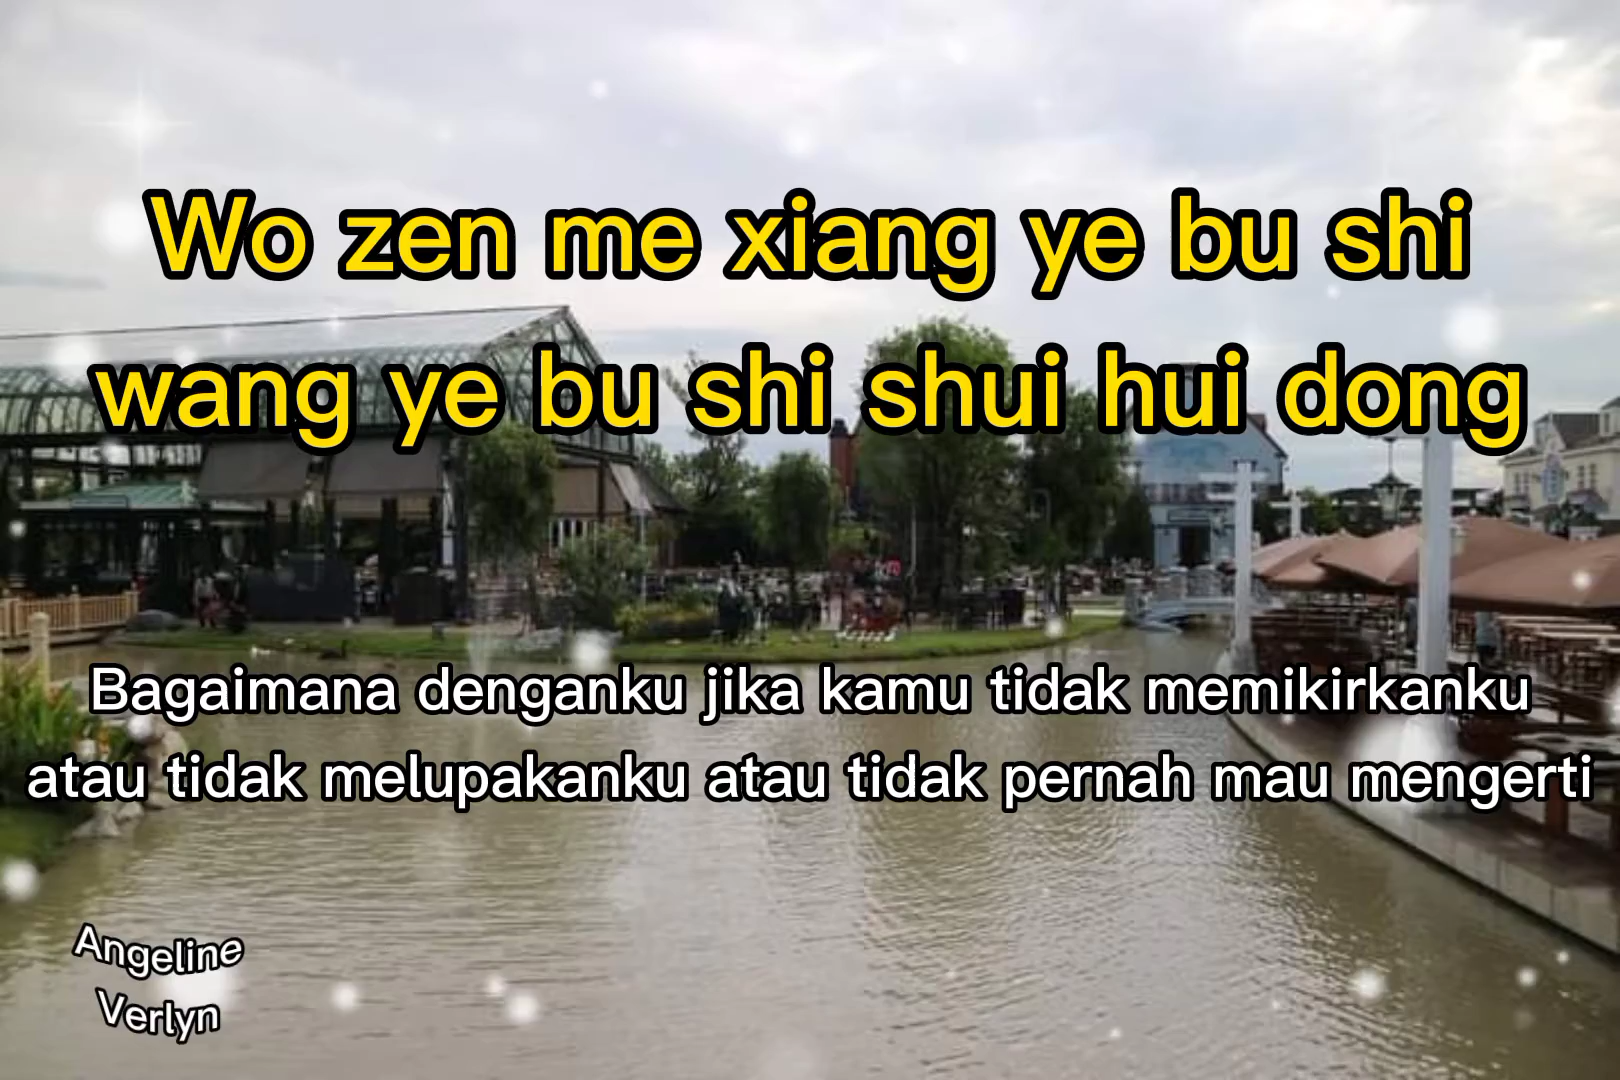 Wo zen me xiang ye bu shi
wang ye bu shi shui hui dong
Bagaimana denganku jika kamu tidak memikirkanku
atau tidak melupakanku atau tidak pernah mau mengerti
Angeline
Verlyn